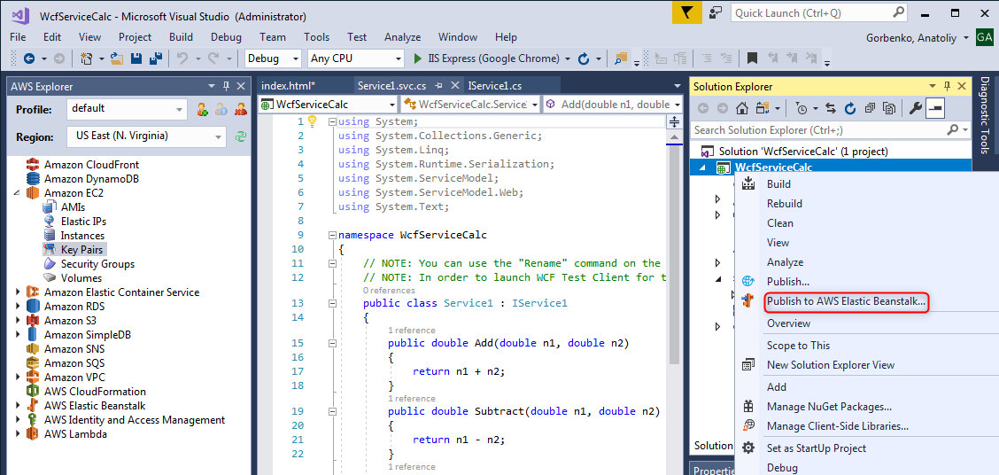 WcfServiceCalc - Microsoft Visual Studio (Administrator)
Quick Launch (Ctrl+Q)
File Edit View Project Build Debug Team Tools Test Analyze Window Help
Gorbenko, Anatoliy GA
Debug Any CPU IIS Express (Google Chrome)
AWS Explorer
Profile: default
Region: US East (N. Virginia)
Amazon CloudFront
Amazon DynamoDB
Amazon EC2
AMIs
Elastic IPs
Instances
Key Pairs
Security Groups
Volumes
Amazon Elastic Container Service
Amazon RDS
Amazon S3
Amazon SimpleDB
Amazon SNS
Amazon SQS
Amazon VPC
AWS CloudFormation
AWS Elastic Beanstalk
AWS Identity and Access Management
AWS Lambda
index.html* Service1.svc.cs IService1.cs
WcfServiceCalc WcfServiceCalc.Service Add(double n1, double
1 using System;
2 using System.Collections.Generic;
3 using System.Linq;
4 using System.Runtime.Serialization;
5 using System.ServiceModel;
6 using System.ServiceModel.Web;
7 using System.Text;
8
9 namespace WcfServiceCalc
10 {
11 // NOTE: You can use the "Rename" command on the
12 // NOTE: In order to launch WCF Test Client for t
0 references
13 public class Service1 : IService1
14 {
1 reference
15 public double Add(double n1, double n2)
16 {
17 return n1 + n2;
18 }
1 reference
19 public double Subtract(double n1, double n2)
20 {
21 return n1 - n2;
22 }
1 reference
Solution Explorer
Search Solution Explorer (Ctrl+;)
Solution 'WcfServiceCalc' (1 project)
WcfServiceCalc
Build
Rebuild
Clean
View
Analyze
Publish...
Publish to AWS Elastic Beanstalk...
Overview
Scope to This
New Solution Explorer View
Add
Manage NuGet Packages...
Manage Client-Side Libraries...
Set as StartUp Project
Debug
Solution
Properties
Diagnostic Tools